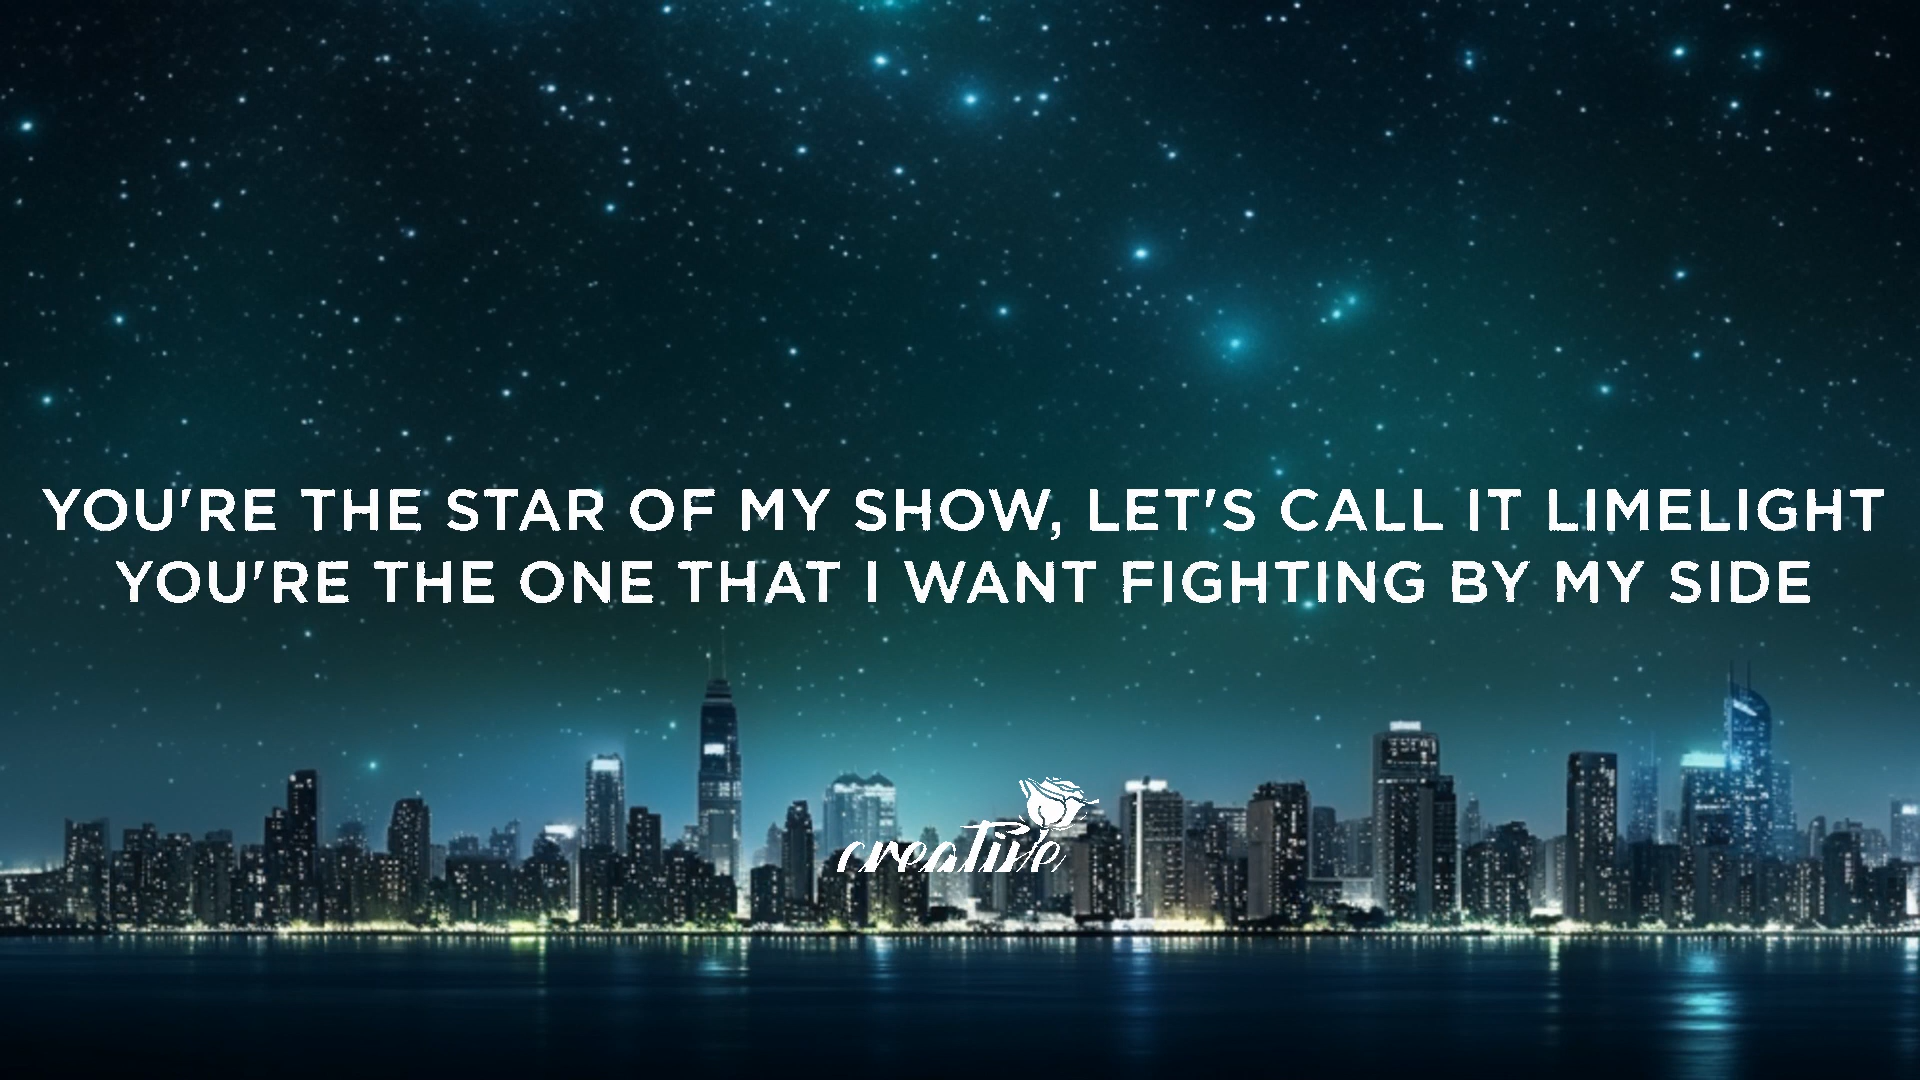 YOU'RE THE STAR OF MY SHOW, LET'S CALL IT LIMELIGHT
YOU'RE THE ONE THAT I WANT FIGHTING BY MY SIDE
creative